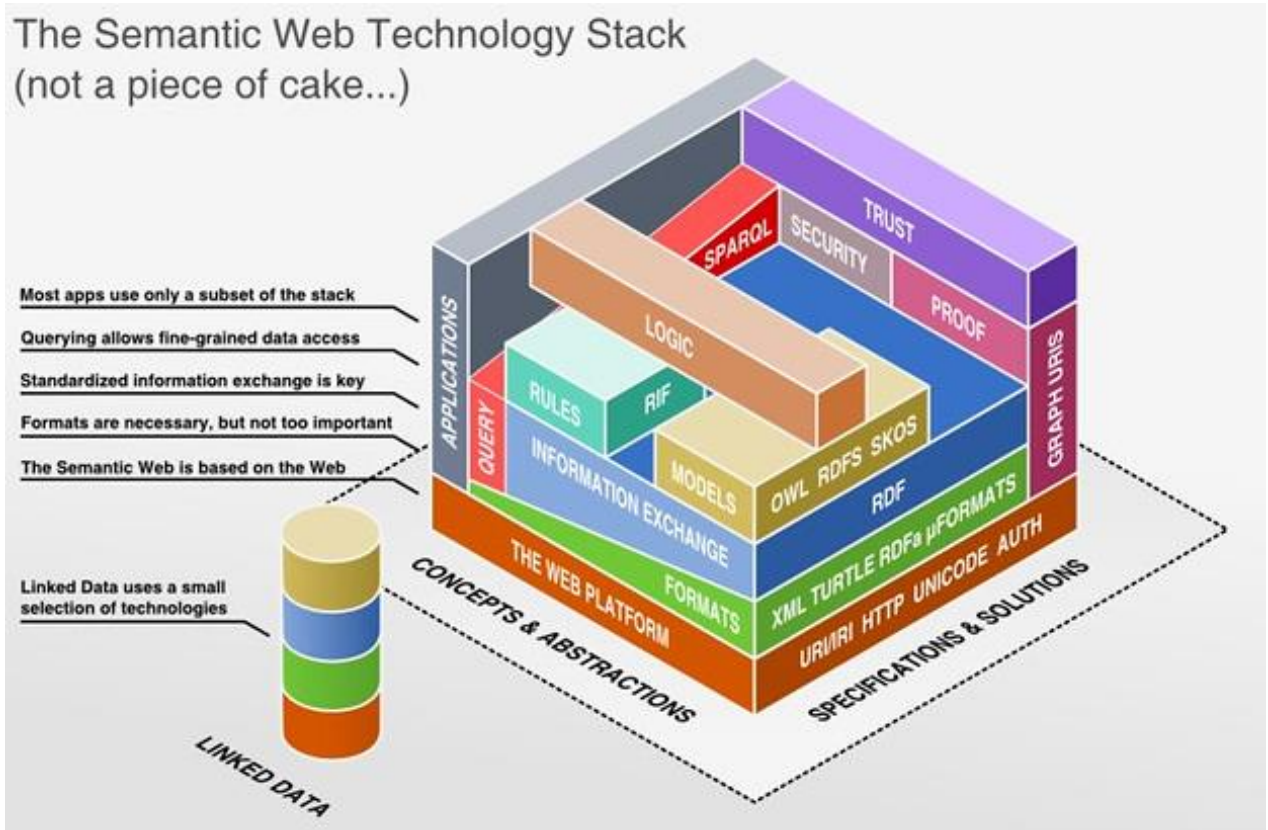 The Semantic Web Technology Stack
(not a piece of cake...)
Most apps use only a subset of the stack
Querying allows fine-grained data access
Standardized information exchange is key
Formats are necessary, but not too important
The Semantic Web is based on the Web
Linked Data uses a small
selection of technologies
LINKED DATA
APPLICATIONS
QUERY
RULES
RIF
LOGIC
SPARQL
SECURITY
TRUST
PROOF
GRAPH URIS
INFORMATION EXCHANGE
MODELS
OWL RDFS SKOS
RDF
FORMATS
XML TURTLE RDFa µFORMATS
THE WEB PLATFORM
URI/IRI HTTP UNICODE AUTH
CONCEPTS & ABSTRACTIONS
SPECIFICATIONS & SOLUTIONS